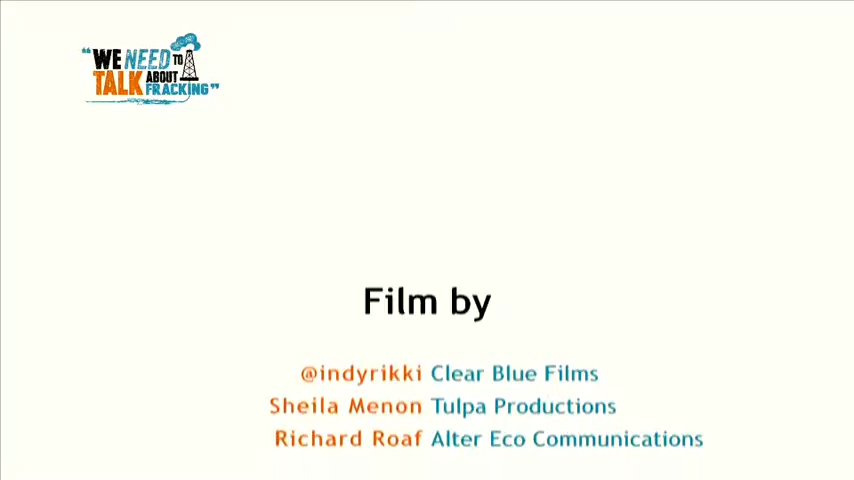 "WE NEED TO
TALK ABOUT
FRACKING"
Film by
@indyrikki Clear Blue Films
Sheila Menon Tulpa Productions
Richard Roaf Alter Eco Communications